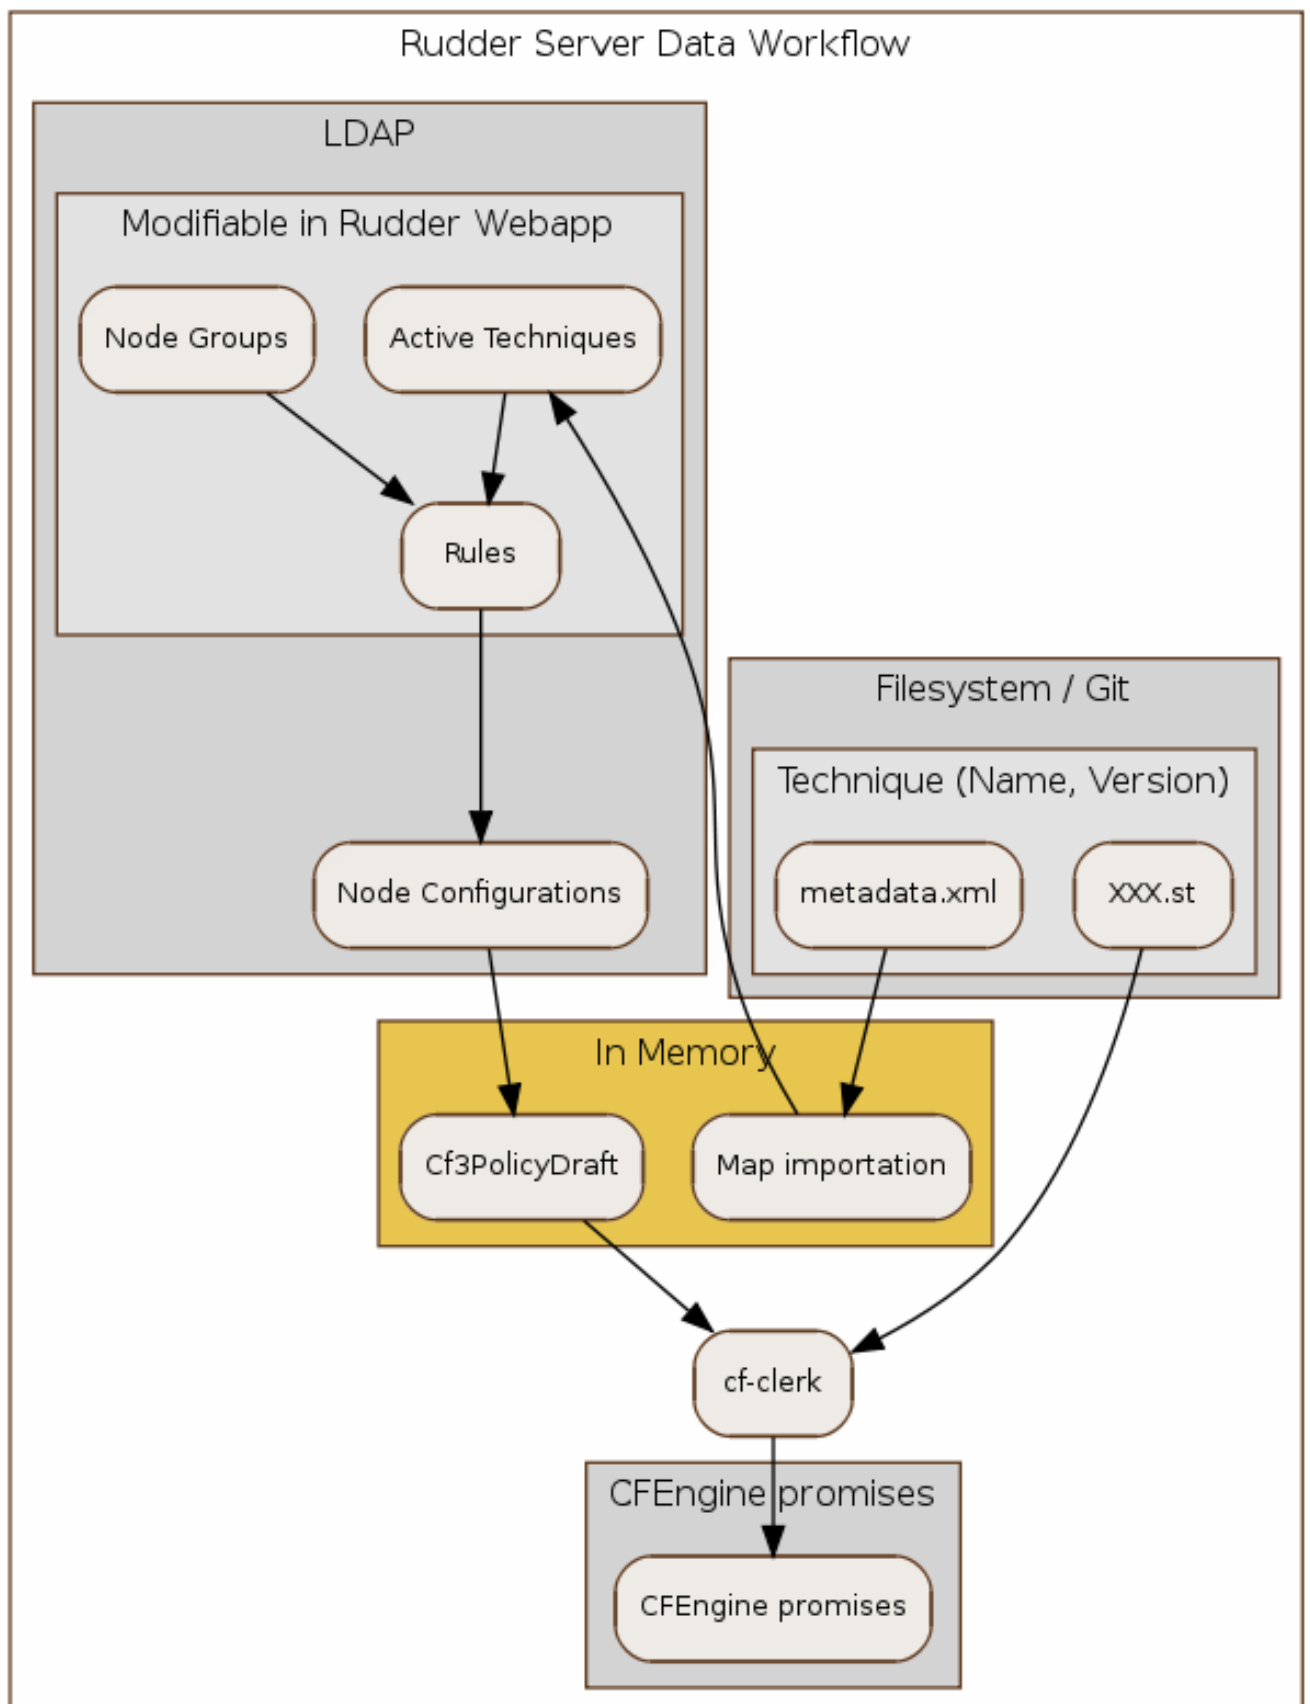 Rudder Server Data Workflow
LDAP
Modifiable in Rudder Webapp
Node Groups
Active Techniques
Rules
Filesystem / Git
Technique (Name, Version)
Node Configurations
metadata.xml
XXX.st
In Memory
Cf3PolicyDraft
Map importation
cf-clerk
CFEngine promises
CFEngine promises